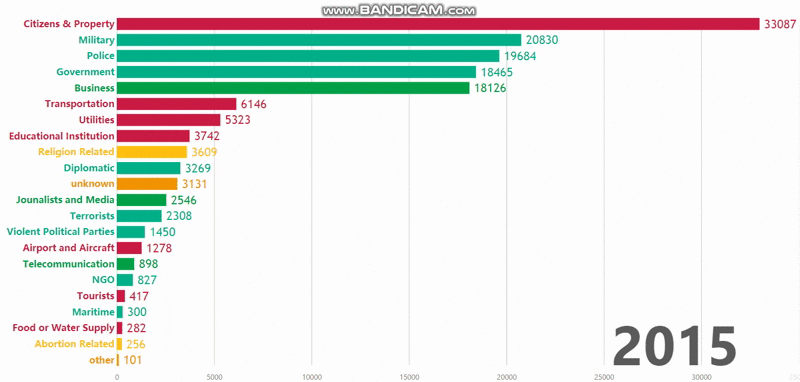 www.BANDICAM.com
Citizens & Property 33087
Military 20830
Police 19684
Government 18465
Business 18126
Transportation 6146
Utilities 5323
Educational Institution 3742
Religion Related 3609
Diplomatic 3269
unknown 3131
Jounalists and Media 2546
Terrorists 2308
Violent Political Parties 1450
Airport and Aircraft 1278
Telecommunication 898
NGO 827
Tourists 417
Maritime 300
Food or Water Supply 282
Abortion Related 256
other 101
2015
0 5000 10000 15000 20000 25000 30000